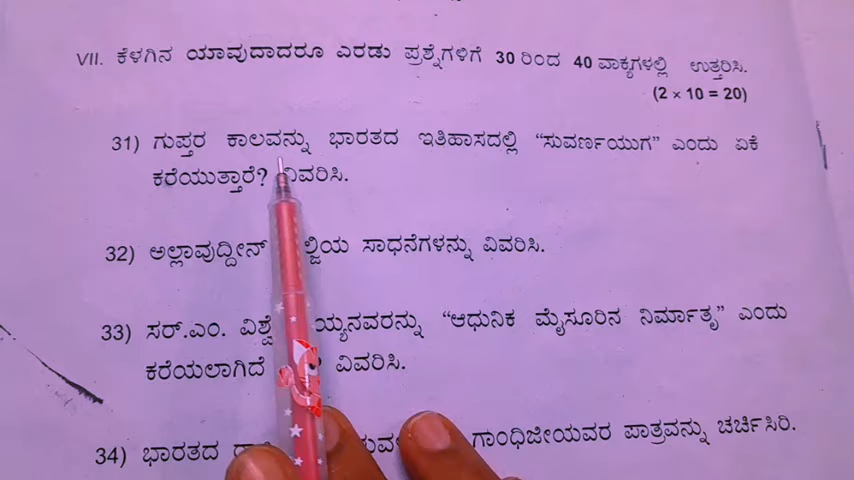 VII. ಕೆಳಗಿನ ಯಾವುದಾದರೂ ಎರಡು ಪ್ರಶ್ನೆಗಳಿಗೆ 30 ರಿಂದ 40 ವಾಕ್ಯಗಳಲ್ಲಿ ಉತ್ತರಿಸಿ.
(2 × 10 = 20)
31) ಗುಪ್ತರ ಕಾಲವನ್ನು ಭಾರತದ ಇತಿಹಾಸದಲ್ಲಿ “ಸುವರ್ಣಯುಗ” ಎಂದು ಏಕೆ
ಕರೆಯುತ್ತಾರೆ? ವಿವರಿಸಿ.
32) ಅಲ್ಲಾವುದ್ದೀನ್ ಸಾಧನೆಗಳನ್ನು ವಿವರಿಸಿ.
33) ಸರ್.ಎಂ. “ಆಧುನಿಕ ಮೈಸೂರಿನ ನಿರ್ಮಾತೃ” ಎಂದು
ಕರೆಯಲಾಗಿದೆ ವಿವರಿಸಿ.
34) ಭಾರತದ ಗಾಂಧಿಜೀಯವರ ಪಾತ್ರವನ್ನು ಚರ್ಚಿಸಿರಿ.